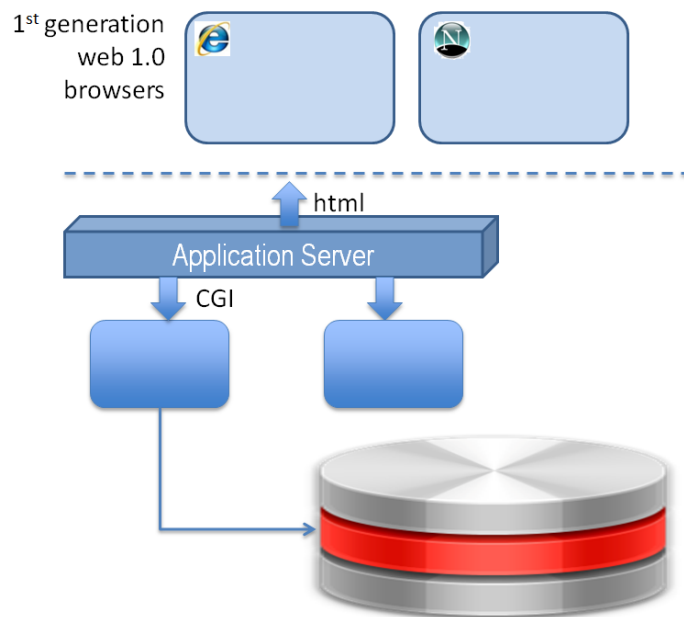 1st generation
web 1.0
browsers
N
html
Application Server
CGI